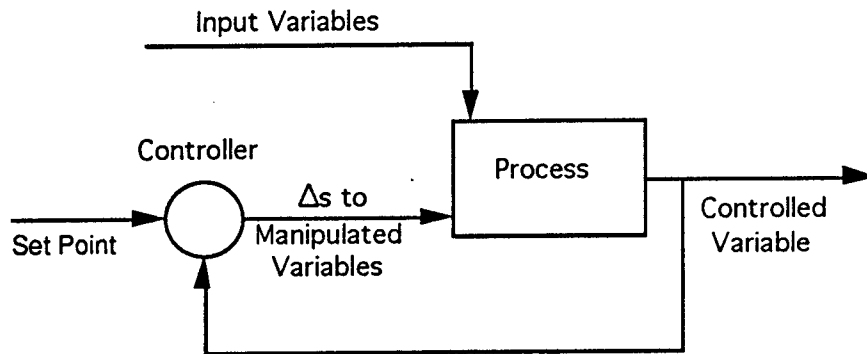 Input Variables
Controller
Process
Δs to
Manipulated
Variables
Set Point
Controlled
Variable